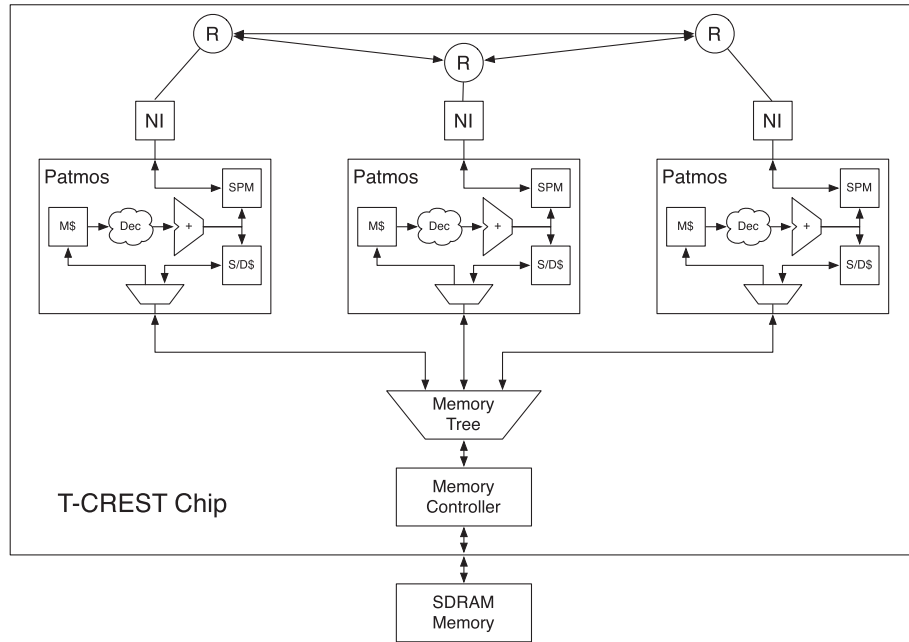 R
R
R
NI
NI
NI
Patmos
SPM
M$
Dec
+
S/D$
Patmos
SPM
M$
Dec
+
S/D$
Patmos
SPM
M$
Dec
+
S/D$
Memory
Tree
T-CREST Chip
Memory
Controller
SDRAM
Memory